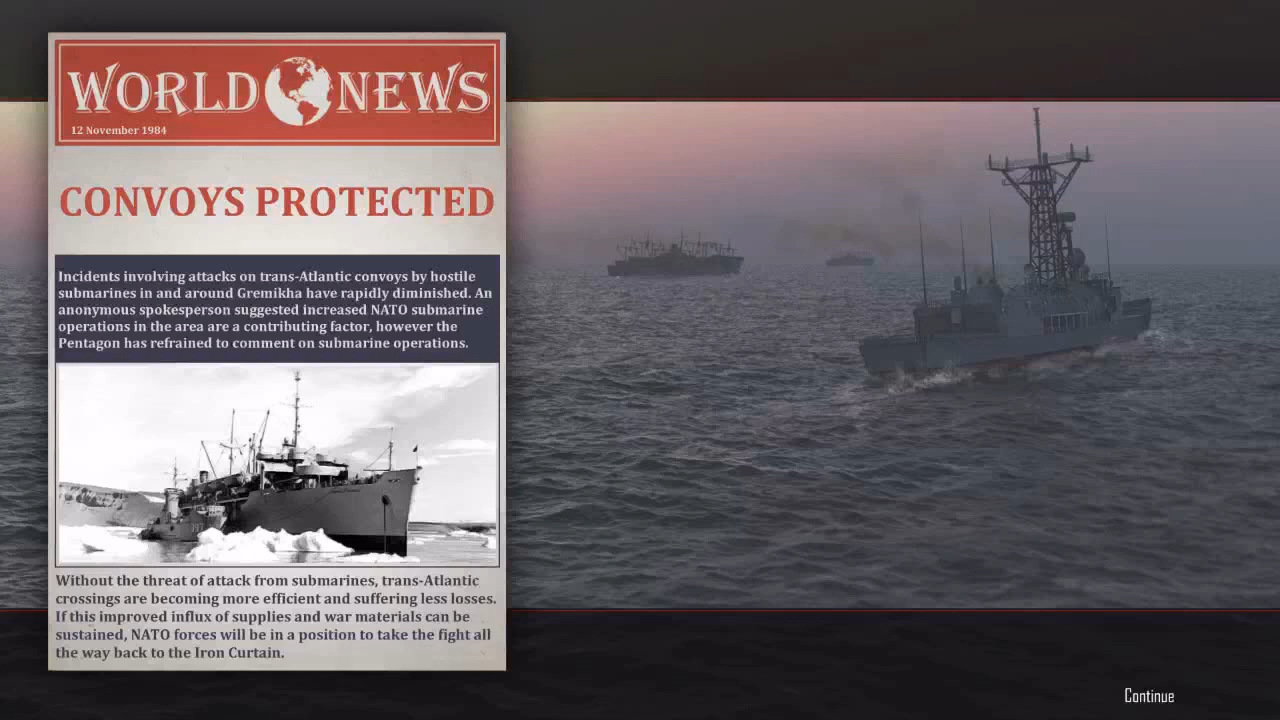 WORLD NEWS
12 November 1984
CONVOYS PROTECTED
Incidents involving attacks on trans-Atlantic convoys by hostile
submarines in and around Gremikha have rapidly diminished. An
anonymous spokesperson suggested increased NATO submarine
operations in the area are a contributing factor, however the
Pentagon has refrained to comment on submarine operations.
Without the threat of attack from submarines, trans-Atlantic
crossings are becoming more efficient and suffering less losses.
If this improved influx of supplies and war materials can be
sustained, NATO forces will be in a position to take the fight all
the way back to the Iron Curtain.
Continue